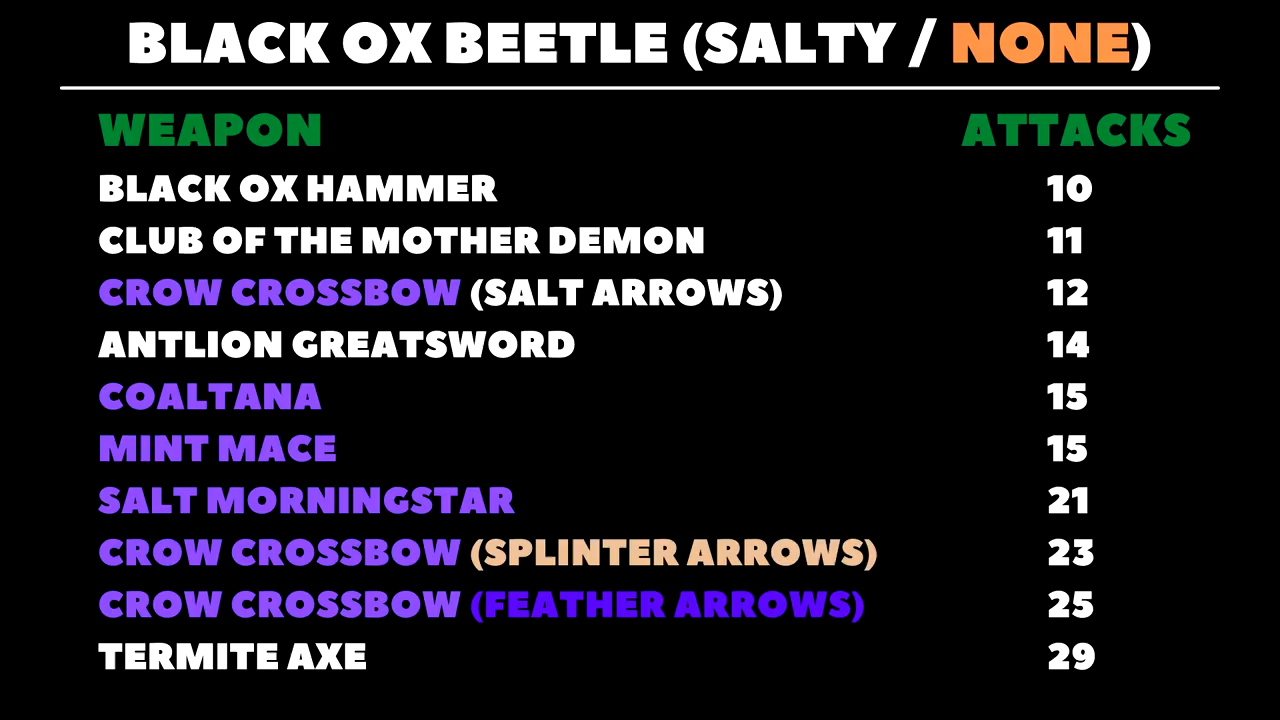 BLACK OX BEETLE (SALTY / NONE)
WEAPON ATTACKS
BLACK OX HAMMER 10
CLUB OF THE MOTHER DEMON 11
CROW CROSSBOW (SALT ARROWS) 12
ANTLION GREATSWORD 14
COALTANA 15
MINT MACE 15
SALT MORNINGSTAR 21
CROW CROSSBOW (SPLINTER ARROWS) 23
CROW CROSSBOW (FEATHER ARROWS) 25
TERMITE AXE 29